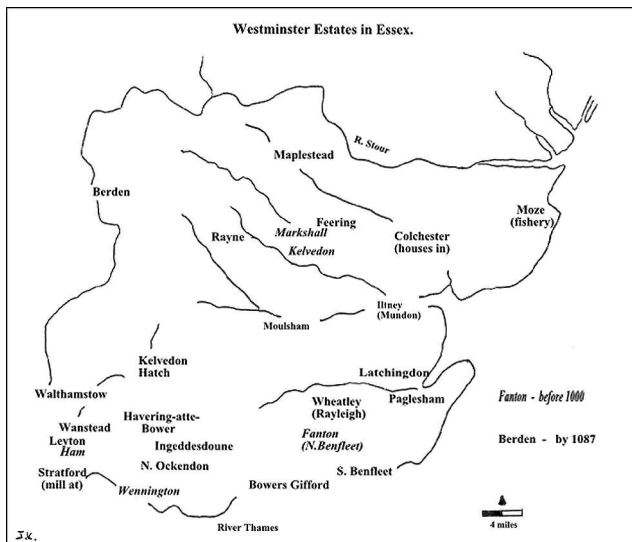 Westminster Estates in Essex.
R. Stour
Maplestead
Berden
Moze
(fishery)
Feering
Markshall
Rayne
Kelvedon
Colchester
(houses in)
Iltney
(Mundon)
Moulsham
Kelvedon
Hatch
Latchingdon
Walthamstow
Paglesham
Wheatley
(Rayleigh)
Fanton - before 1000
Havering-atte-
Bower
Wanstead
Leyton
Ham
Fanton
(N.Benfleet)
Berden - by 1087
Ingeddesdoune
N. Ockendon
Stratford
(mill at)
S. Benfleet
Wennington
Bowers Gifford
River Thames
4 miles